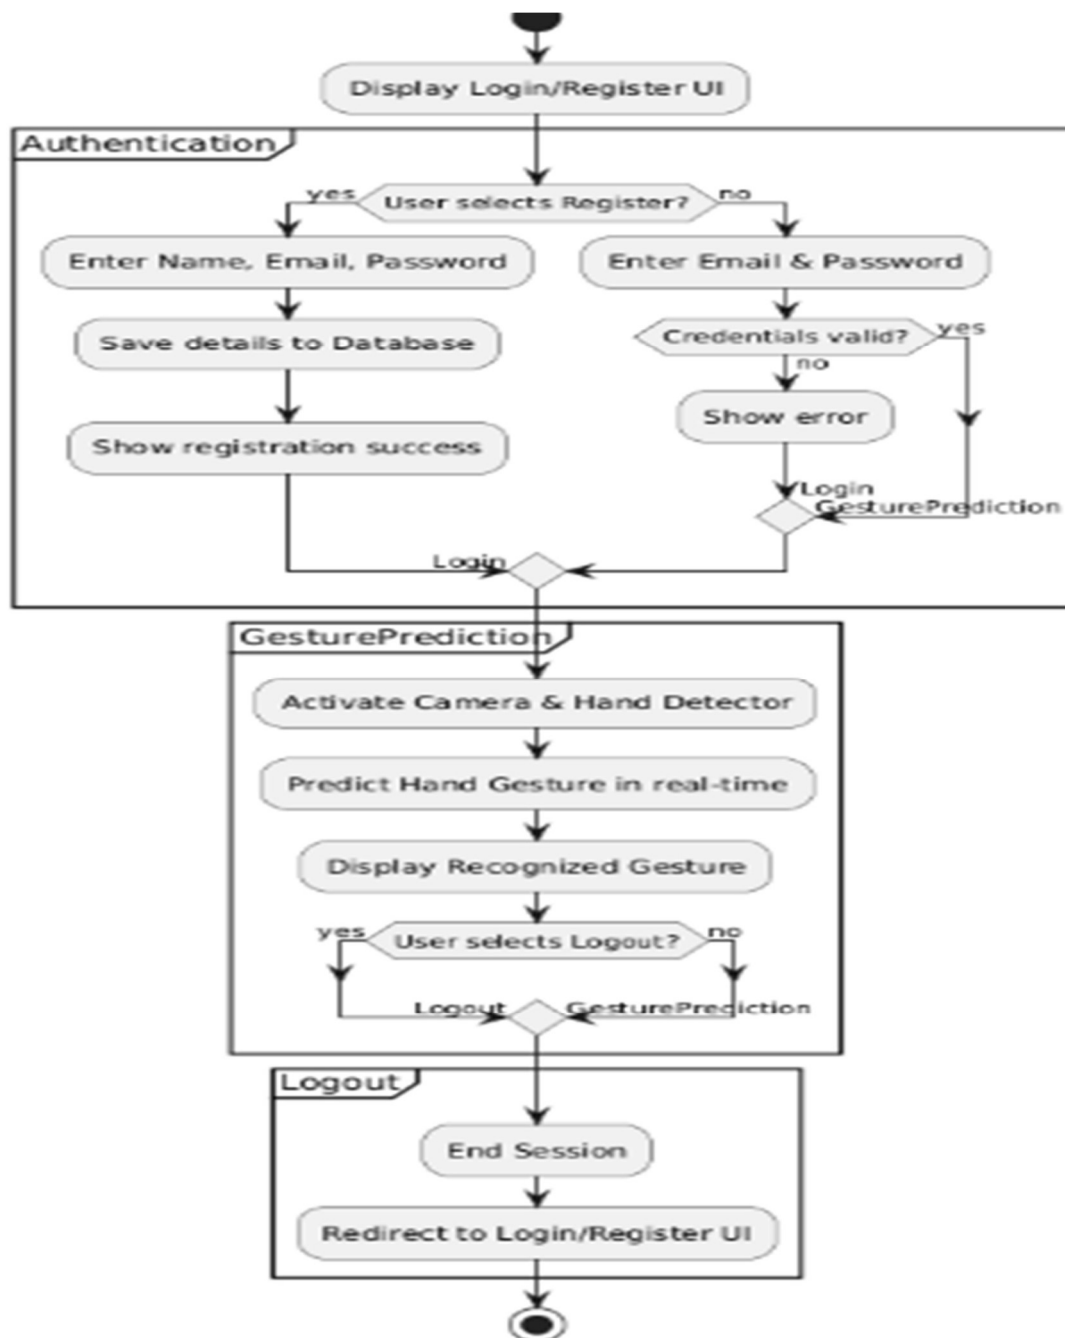 Display Login/Register UI
Authentication
yes
User selects Register?
no
Enter Name, Email, Password
Enter Email & Password
Save details to Database
Credentials valid?
yes
no
Show error
Show registration success
Login
GesturePrediction
Login
GesturePrediction
Activate Camera & Hand Detector
Predict Hand Gesture in real-time
Display Recognized Gesture
yes
User selects Logout?
no
Logout
GesturePrediction
Logout
End Session
Redirect to Login/Register UI